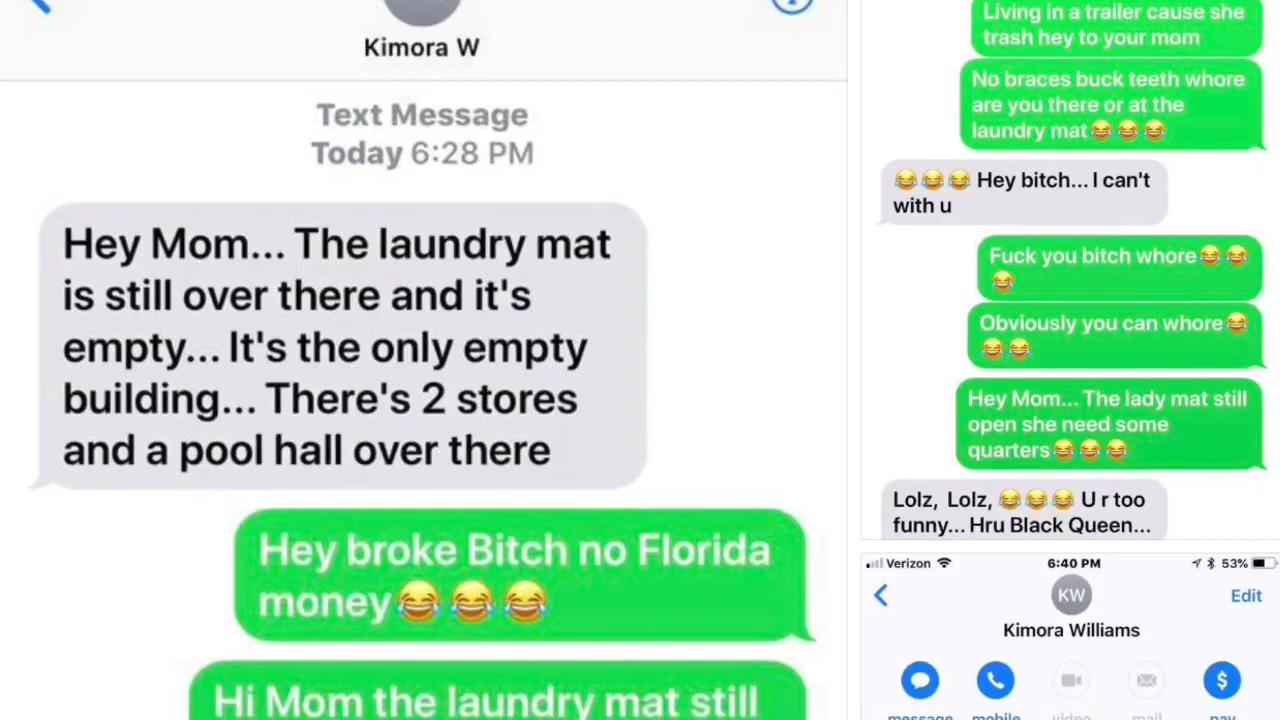 Kimora W
Text Message
Today 6:28 PM
Hey Mom... The laundry mat
is still over there and it's
empty... It's the only empty
building... There's 2 stores
and a pool hall over there
Hey broke Bitch no Florida
money😂😂😂
Hi Mom the laundry mat still
Living in a trailer cause she
trash hey to your mom
No braces buck teeth whore
are you there or at the
laundry mat😂😂😂
😂😂😂 Hey bitch... I can't
with u
Fuck you bitch whore😂😂
😂
Obviously you can whore😂
😂😂
Hey Mom... The lady mat still
open she need some
quarters😂😂😂
Lolz, Lolz, 😂😂😂 U r too
funny... Hru Black Queen...
Verizon 6:40 PM 53%
KW
Edit
Kimora Williams
message mobile video mail pay